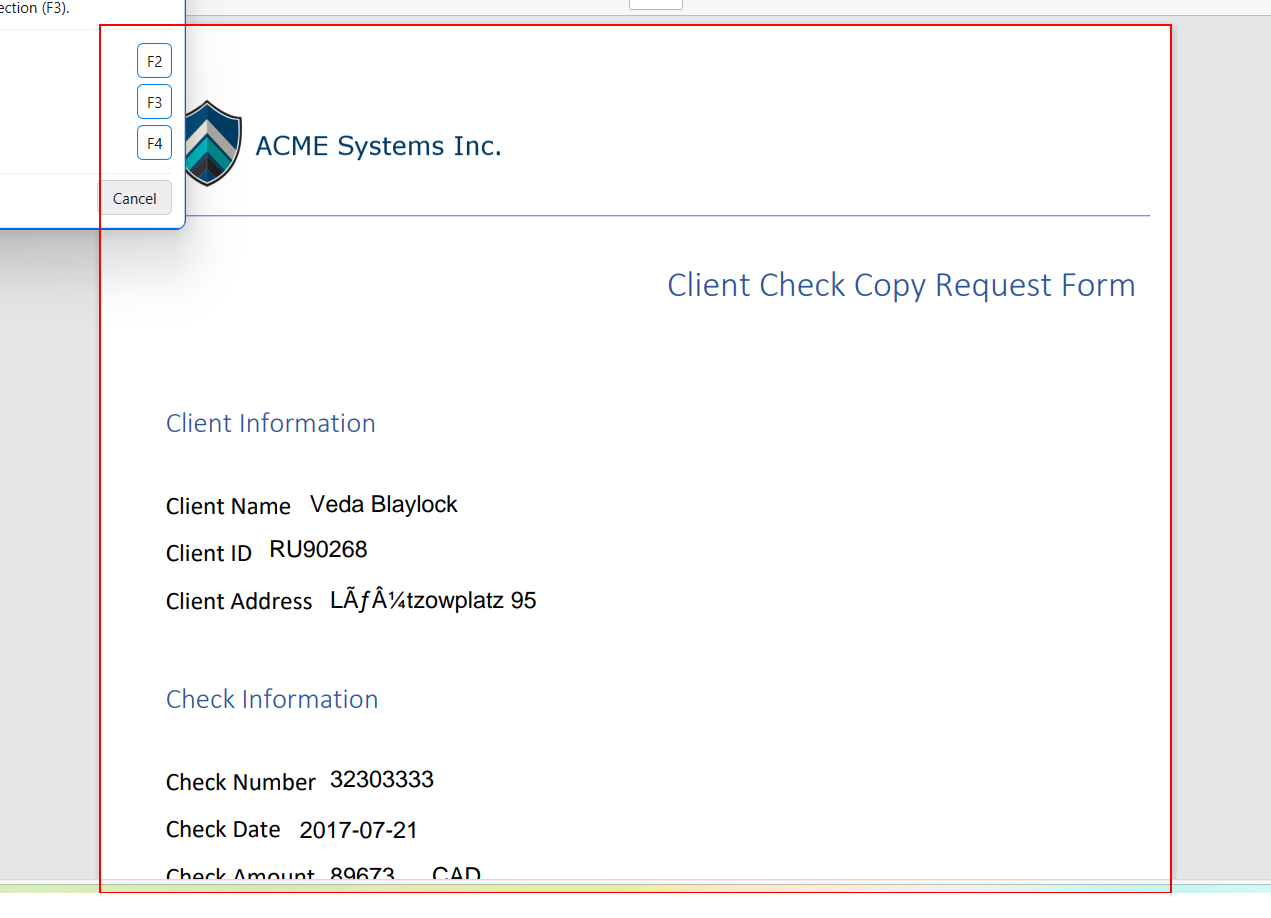 ection (F3).
F2
F3
F4
Cancel
ACME Systems Inc.
Client Check Copy Request Form
Client Information
Client Name Veda Blaylock
Client ID RU90268
Client Address LÃƒÂ¼tzowplatz 95
Check Information
Check Number 32303333
Check Date 2017-07-21
Check Amount 89673 CAD